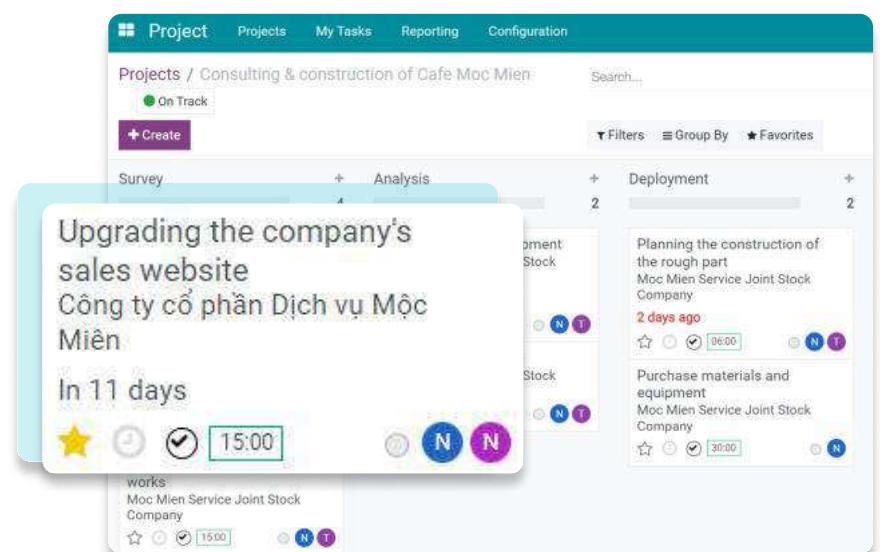 Project Projects My Tasks Reporting Configuration
Projects / Consulting & construction of Cafe Moc Mien
Search...
On Track
+ Create
Filters Group By Favorites
Survey +
4
Analysis +
2
Deployment +
2
Upgrading the company's
sales website
Công ty cổ phần Dịch vụ Mộc
Miên
In 11 days
15:00 N N
Stock
N T
Stock
N T
Planning the construction of
the rough part
Moc Mien Service Joint Stock
Company
2 days ago
06:00 N T
Purchase materials and
equipment
Moc Mien Service Joint Stock
Company
30:00 N
works
Moc Mien Service Joint Stock
Company
15:00 N T